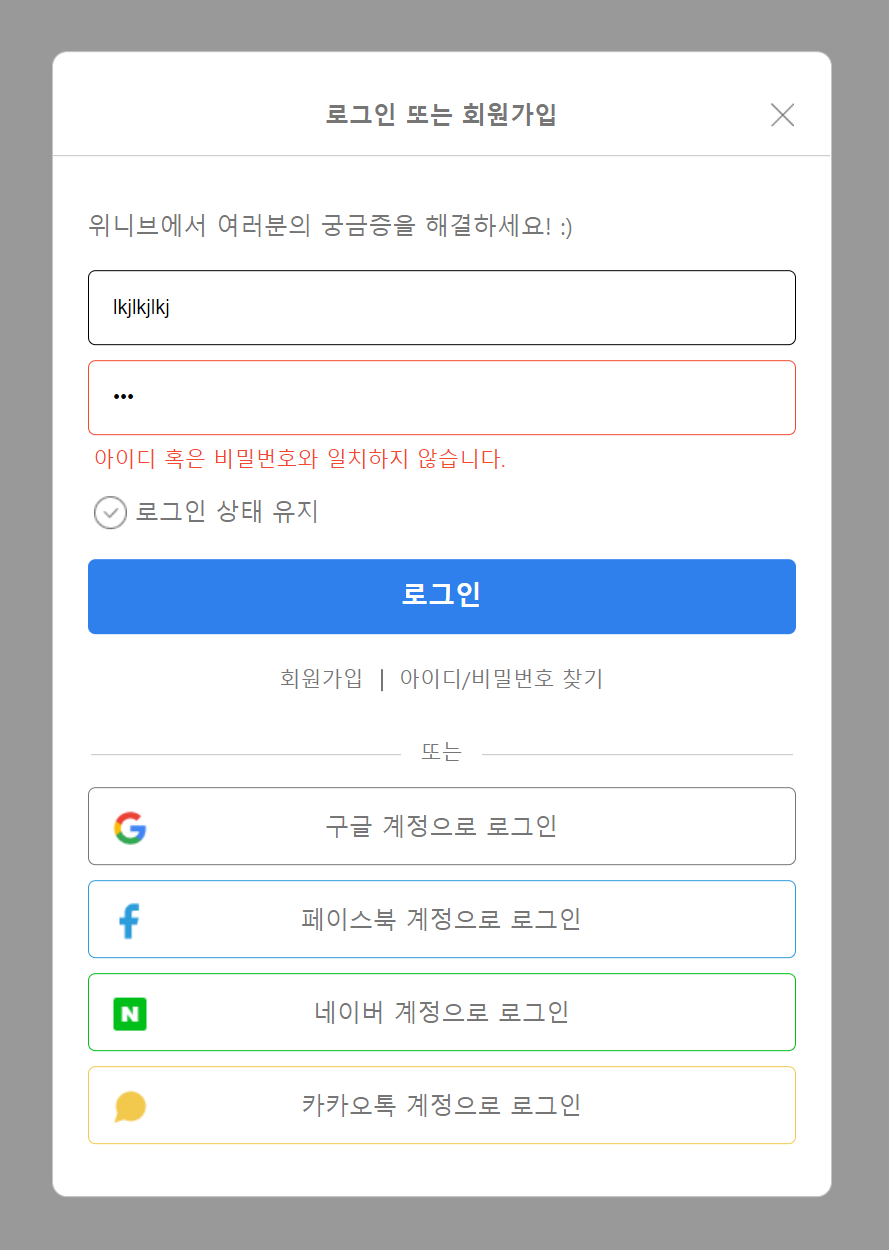 로그인 또는 회원가입
위니브에서 여러분의 궁금증을 해결하세요! :)
lkjlkjlkj
•••
아이디 혹은 비밀번호와 일치하지 않습니다.
로그인 상태 유지
로그인
회원가입 | 아이디/비밀번호 찾기
또는
구글 계정으로 로그인
페이스북 계정으로 로그인
네이버 계정으로 로그인
카카오톡 계정으로 로그인